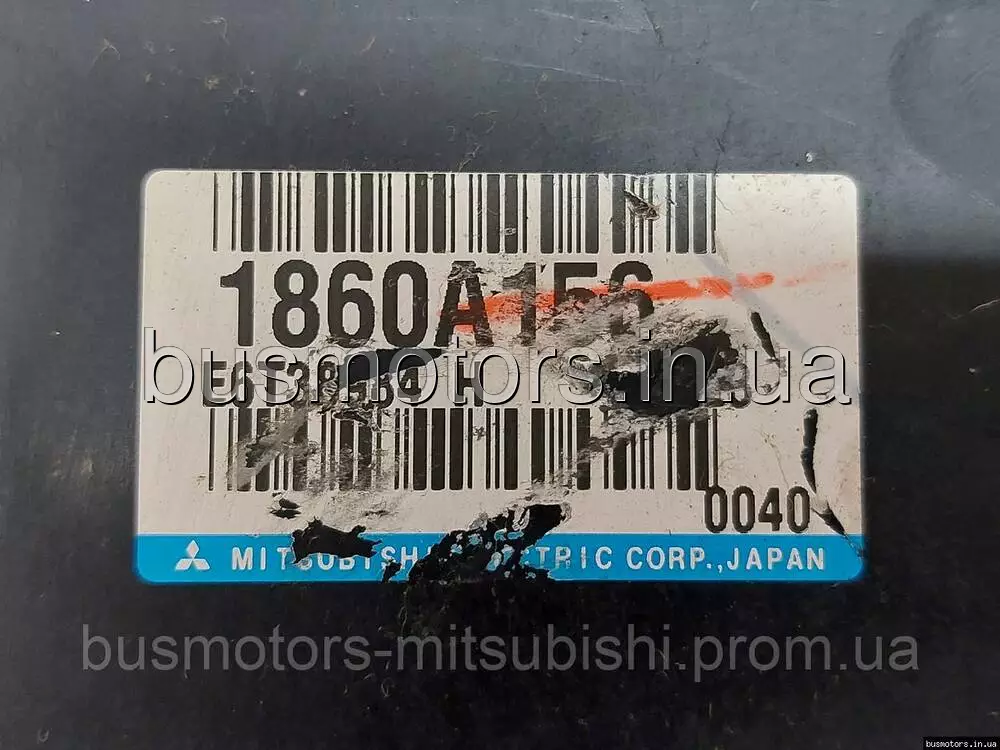 1860A156
busmotors.in.ua
0040
MITSUBISHI ELECTRIC CORP.,JAPAN
busmotors-mitsubishi.prom.ua
busmotors.in.ua